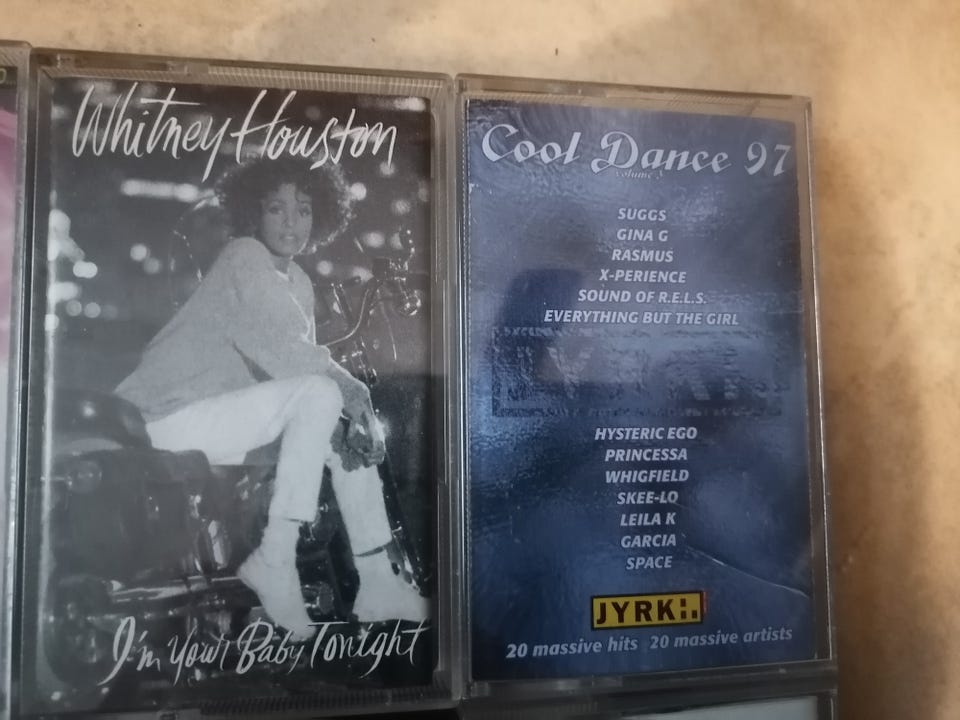 Whitney Houston
I'm Your Baby Tonight
Cool Dance 97
SUGGS
GINA G
RASMUS
X-PERIENCE
SOUND OF R.E.L.S.
EVERYTHING BUT THE GIRL
HYSTERIC EGO
PRINCESSA
WHIGFIELD
SKEE-LO
LEILA K
GARCIA
SPACE
JYRK
20 massive hits 20 massive artists